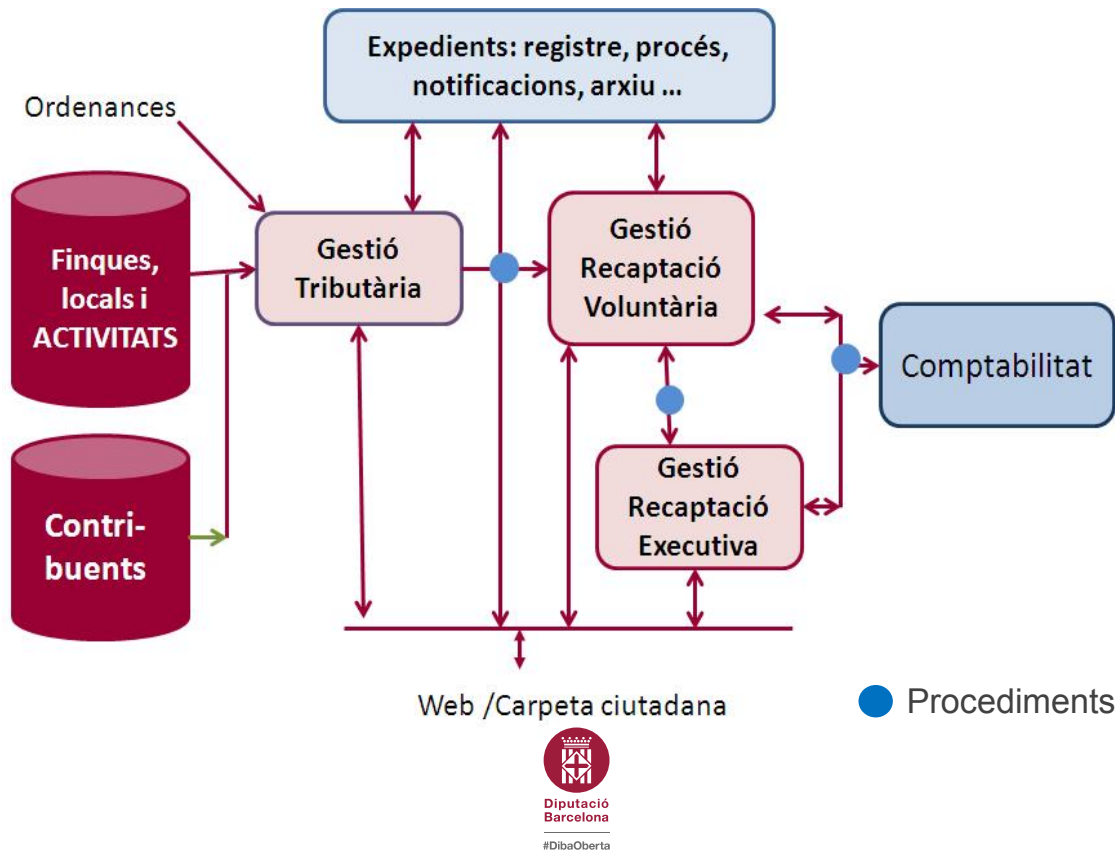 Expedients: registre, procés,
notificacions, arxiu ...
Ordenances
Finques,
locals i
ACTIVITATS
Gestió
Tributària
Gestió
Recaptació
Voluntària
Comptabilitat
Contri-
buents
Gestió
Recaptació
Executiva
Web /Carpeta ciutadana
Procediments
Diputació
Barcelona
#DibaOberta